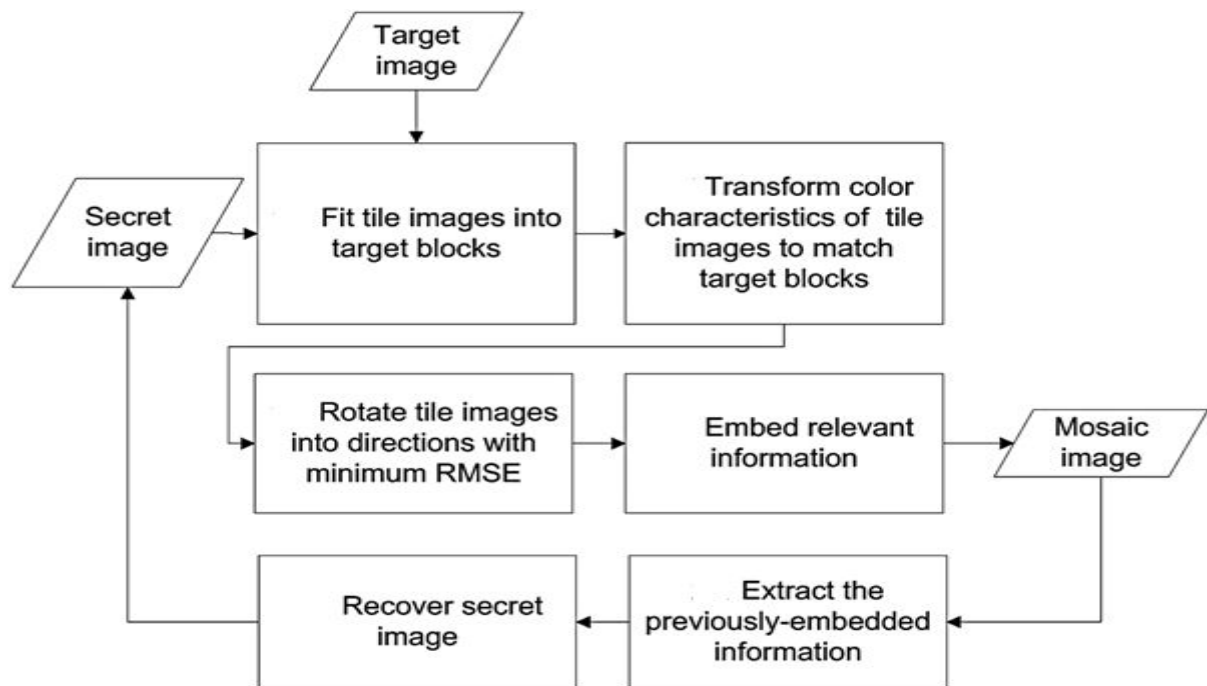 Target
image
Secret
image
Fit tile images into
target blocks
Transform color
characteristics of tile
images to match
target blocks
Rotate tile images
into directions with
minimum RMSE
Embed relevant
information
Mosaic
image
Recover secret
image
Extract the
previously-embedded
information